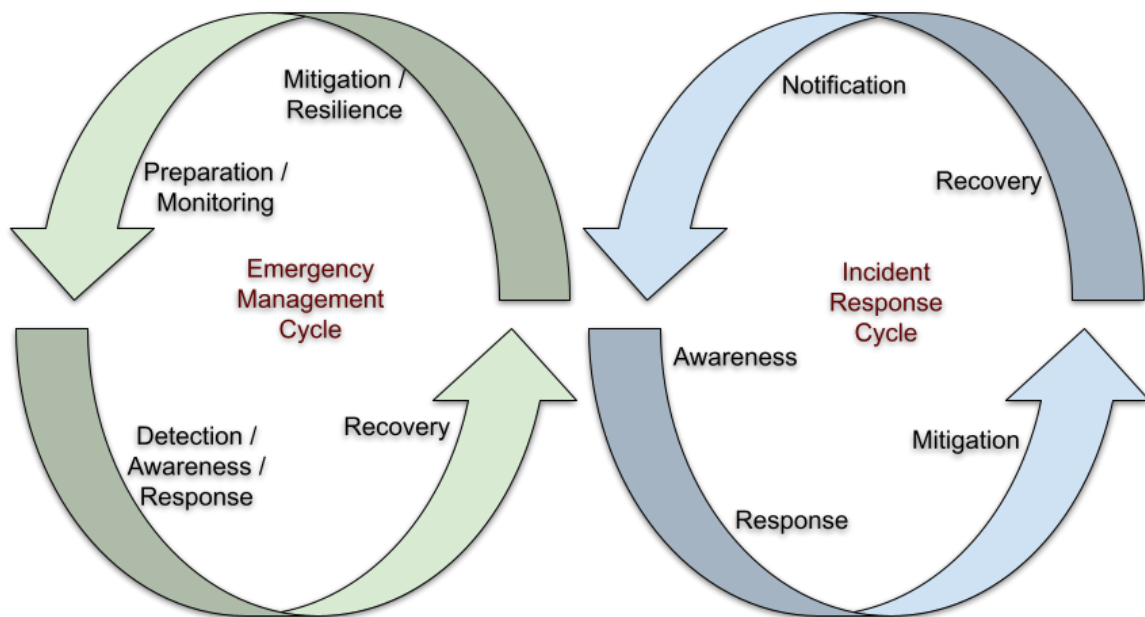 Mitigation /
Resilience
Preparation /
Monitoring
Emergency
Management
Cycle
Detection /
Awareness /
Response
Recovery
Notification
Recovery
Incident
Response
Cycle
Awareness
Mitigation
Response